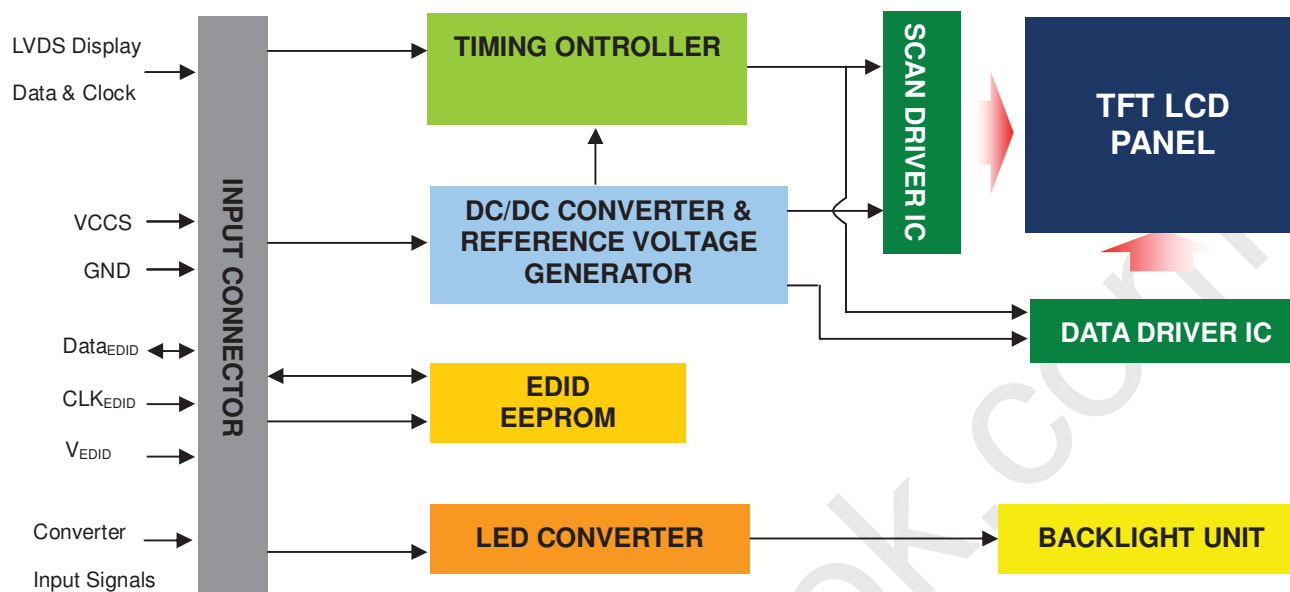 LVDS Display
Data & Clock
VCCS
GND
DataEDID
CLKEDID
VEDID
Converter
Input Signals
INPUT CONNECTOR
TIMING ONTROLLER
DC/DC CONVERTER &
REFERENCE VOLTAGE
GENERATOR
EDID
EEPROM
LED CONVERTER
SCAN DRIVER IC
TFT LCD
PANEL
DATA DRIVER IC
BACKLIGHT UNIT